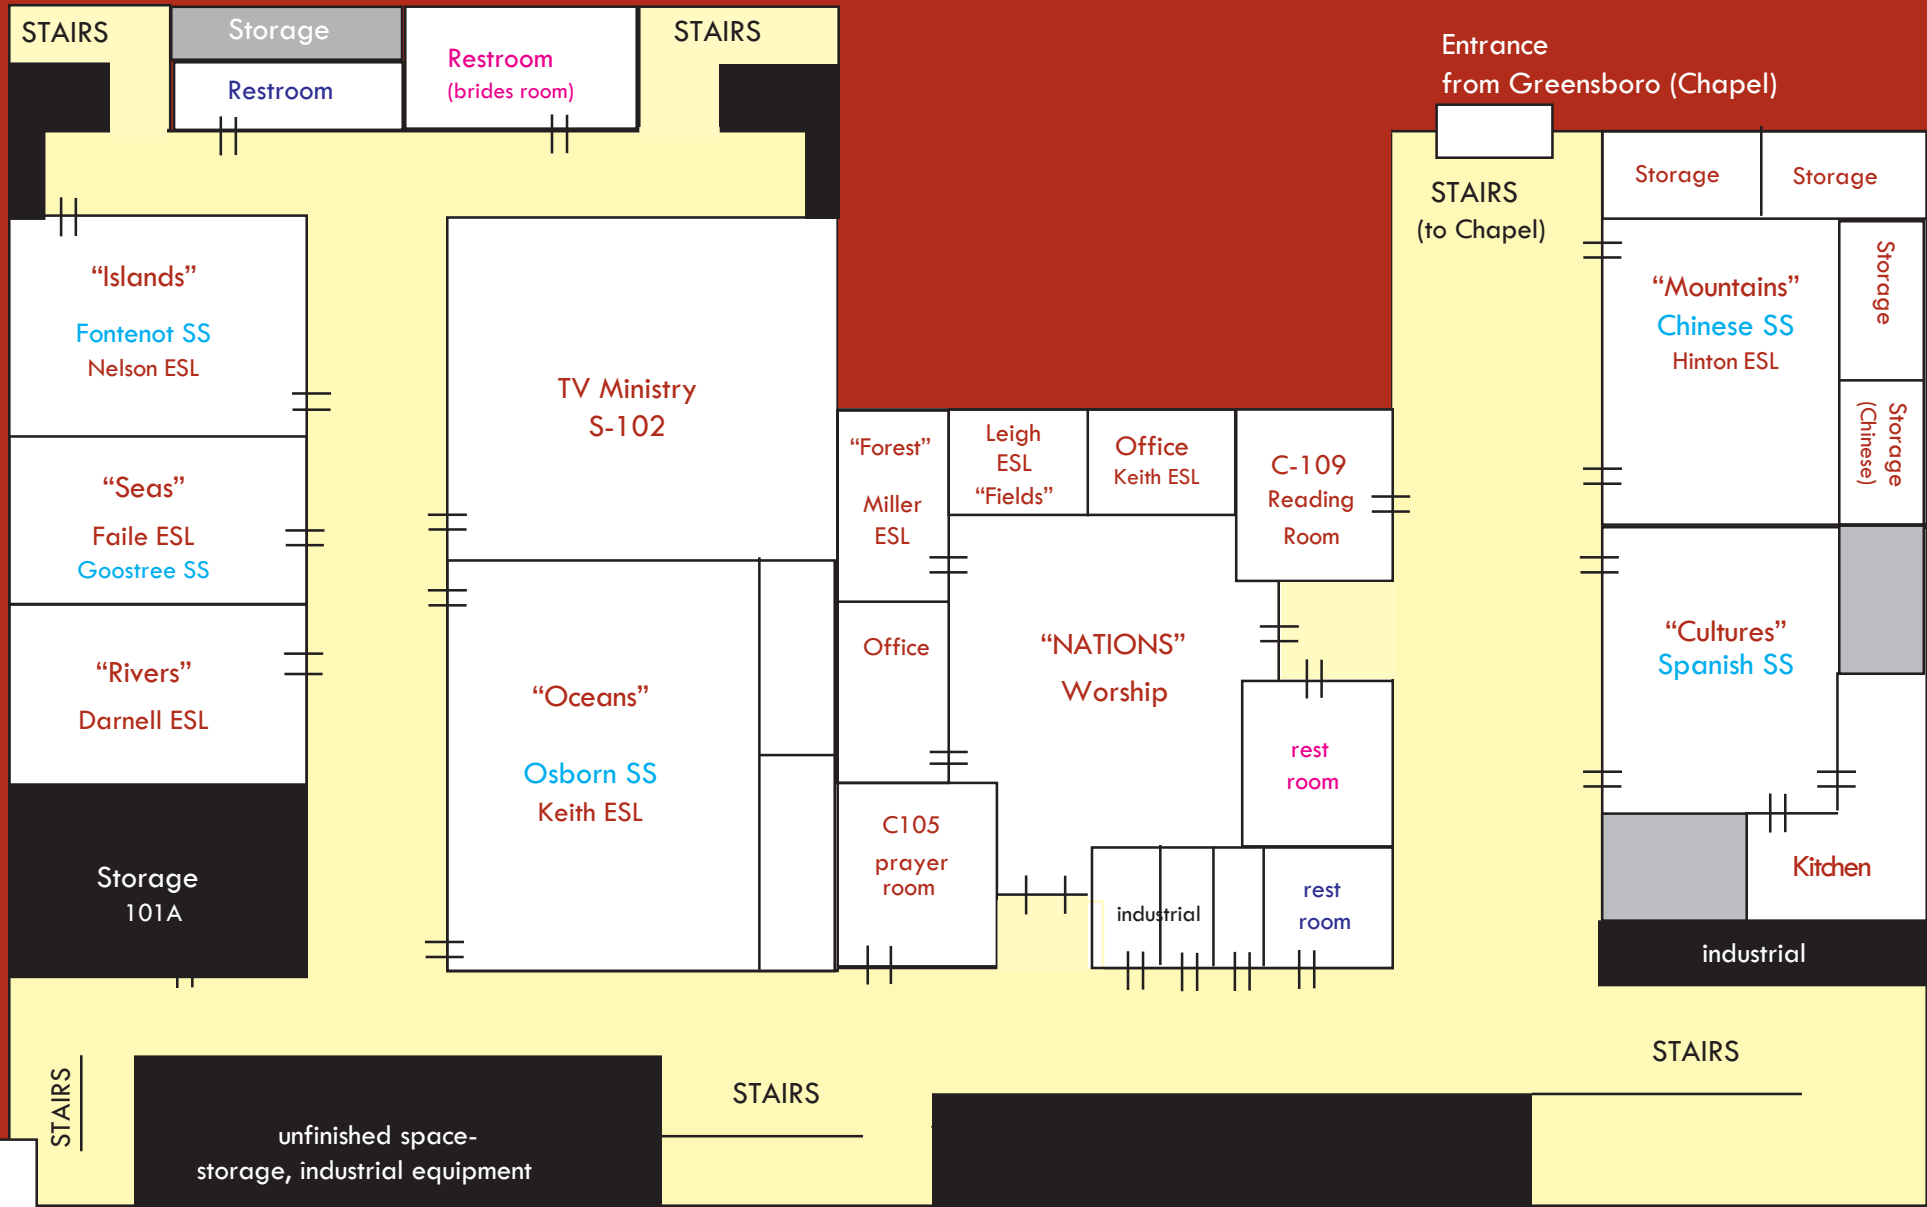 STAIRS
Storage
Restroom
Restroom
(brides room)
STAIRS
Entrance
from Greensboro (Chapel)
STAIRS
(to Chapel)
Storage
Storage
“Islands”
Fontenot SS
Nelson ESL
“Seas”
Faile ESL
Goostree SS
“Rivers”
Darnell ESL
Storage
101A
TV Ministry
S-102
“Oceans”
Osborn SS
Keith ESL
“Forest”
Miller
ESL
Leigh
ESL
“Fields”
Office
Keith ESL
C-109
Reading
Room
Office
“NATIONS”
Worship
C105
prayer
room
industrial
rest
room
rest
room
“Mountains”
Chinese SS
Hinton ESL
Storage
Storage
(Chinese)
“Cultures”
Spanish SS
Kitchen
industrial
STAIRS
unfinished space-
storage, industrial equipment
STAIRS
STAIRS